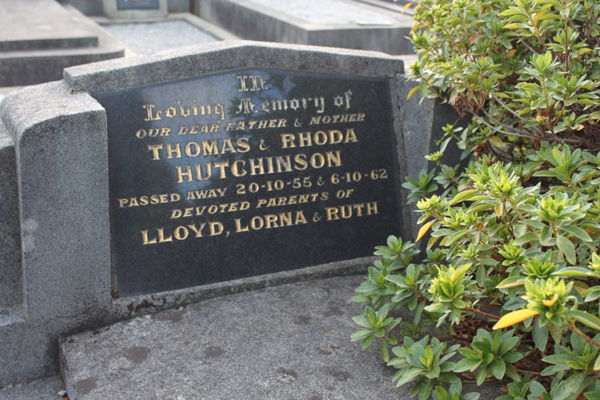 In
Loving Memory of
OUR DEAR FATHER & MOTHER
THOMAS & RHODA
HUTCHINSON
PASSED AWAY 20-10-55 & 6-10-62
DEVOTED PARENTS OF
LLOYD, LORNA & RUTH